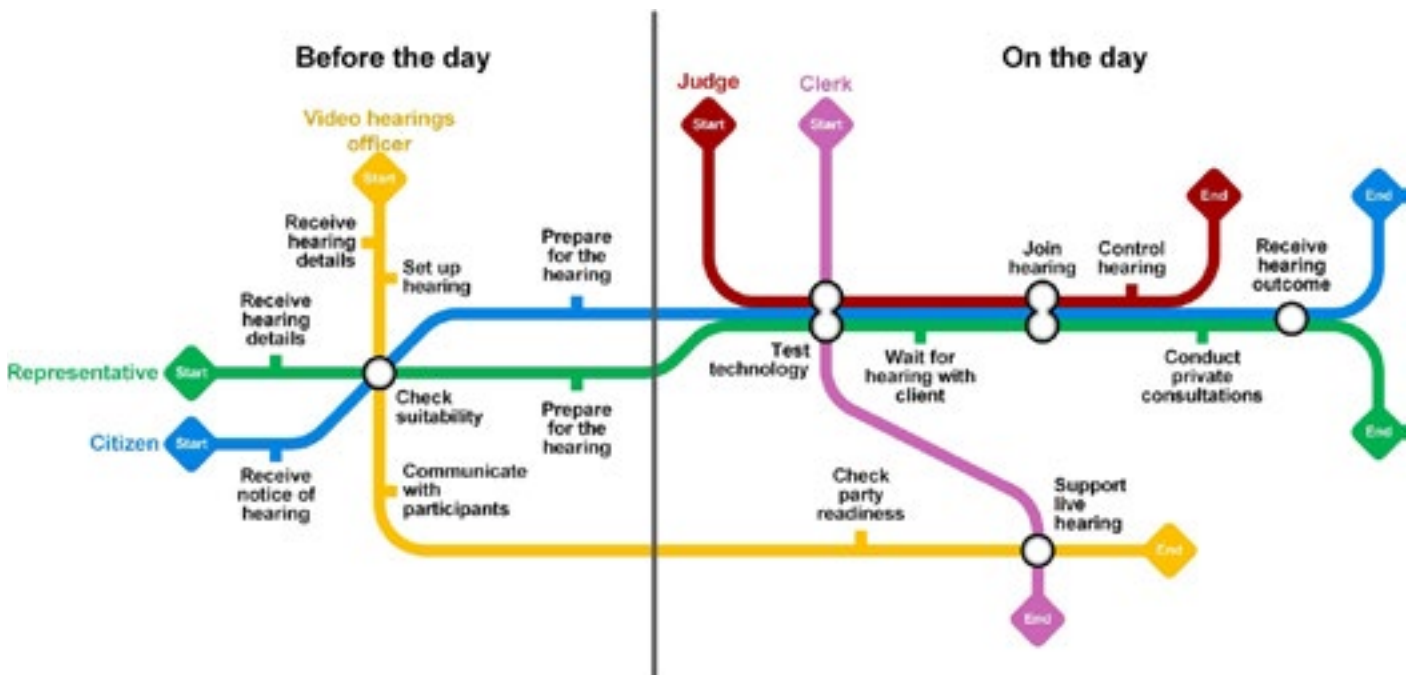 Before the day
On the day
Video hearings
officer
Start
Receive
hearing
details
Set up
hearing
Prepare
for the
hearing
Receive
hearing
details
Representative
Start
Check
suitability
Prepare
for the
hearing
Citizen
Start
Receive
notice of
hearing
Communicate
with
participants
Judge
Start
Clerk
Start
Test
technology
Join
hearing
Control
hearing
End
Receive
hearing
outcome
End
Wait for
hearing with
client
Conduct
private
consultations
End
Check
party
readiness
Support
live
hearing
End
End